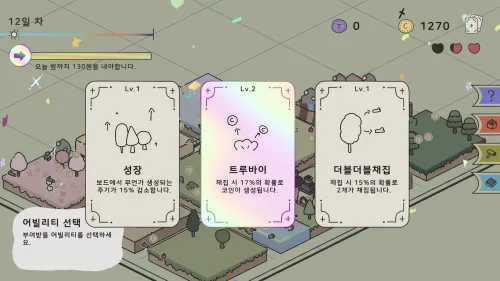 12일 차
T 0
C 1270
오늘 밤까지 130원을 내야합니다.
Lv.1
성장
보드에서 무언가 생성되는
주기가 15% 감소합니다.
Lv.2
C
C
트루바이
채집 시 17%의 확률로
코인이 생성됩니다.
Lv.1
더블더블채집
채집 시 15%의 확률로
2개가 채집됩니다.
?
어빌리티 선택
부여받을 어빌리티를 선택하세
요.